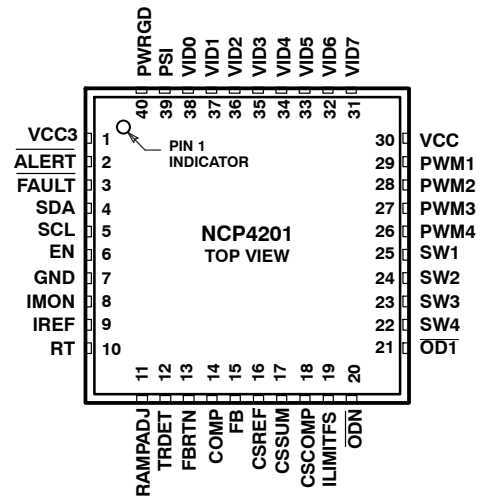 PWRGD
PSI
VID0
VID1
VID2
VID3
VID4
VID5
VID6
VID7
40
39
38
37
36
35
34
33
32
31
VCC3 1
ALERT 2
FAULT 3
SDA 4
SCL 5
EN 6
GND 7
IMON 8
IREF 9
RT 10
PIN 1
INDICATOR
NCP4201
TOP VIEW
30 VCC
29 PWM1
28 PWM2
27 PWM3
26 PWM4
25 SW1
24 SW2
23 SW3
22 SW4
21 OD1
11
12
13
14
15
16
17
18
19
20
RAMPADJ
TRDET
FBRTN
COMP
FB
CSREF
CSSUM
CSCOMP
ILIMITFS
ODN